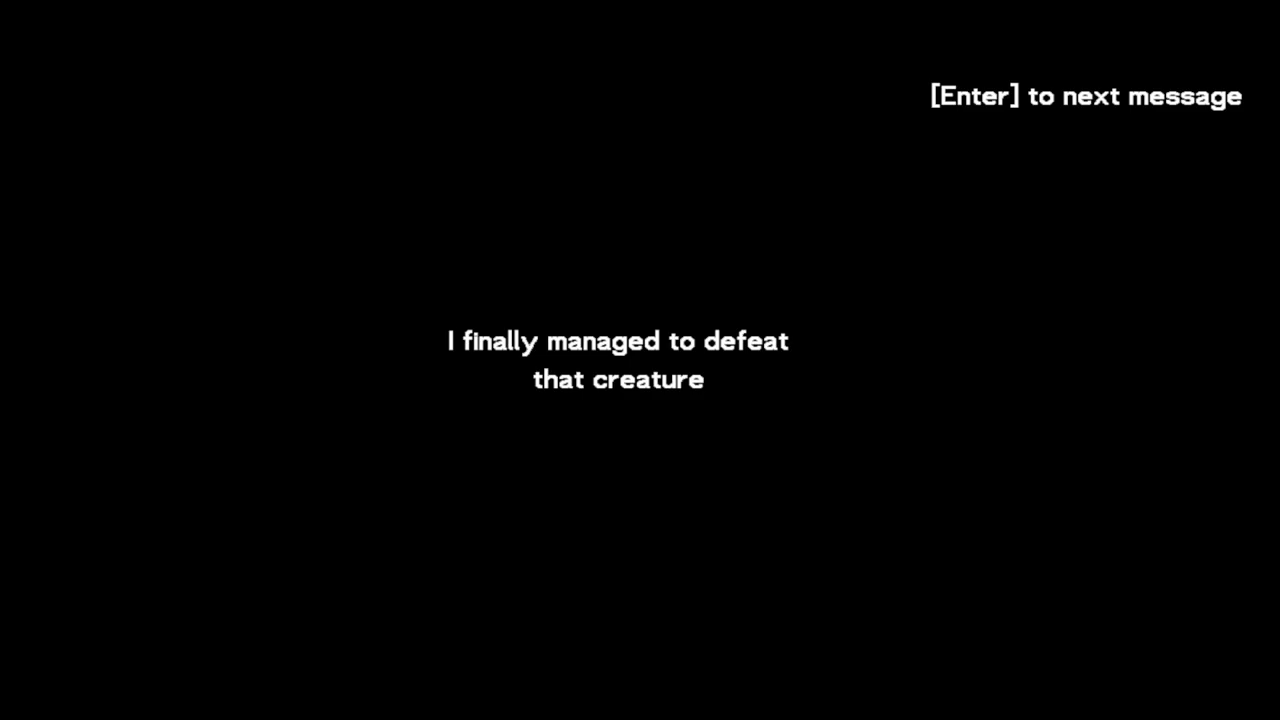 [Enter] to next message
I finally managed to defeat
that creature